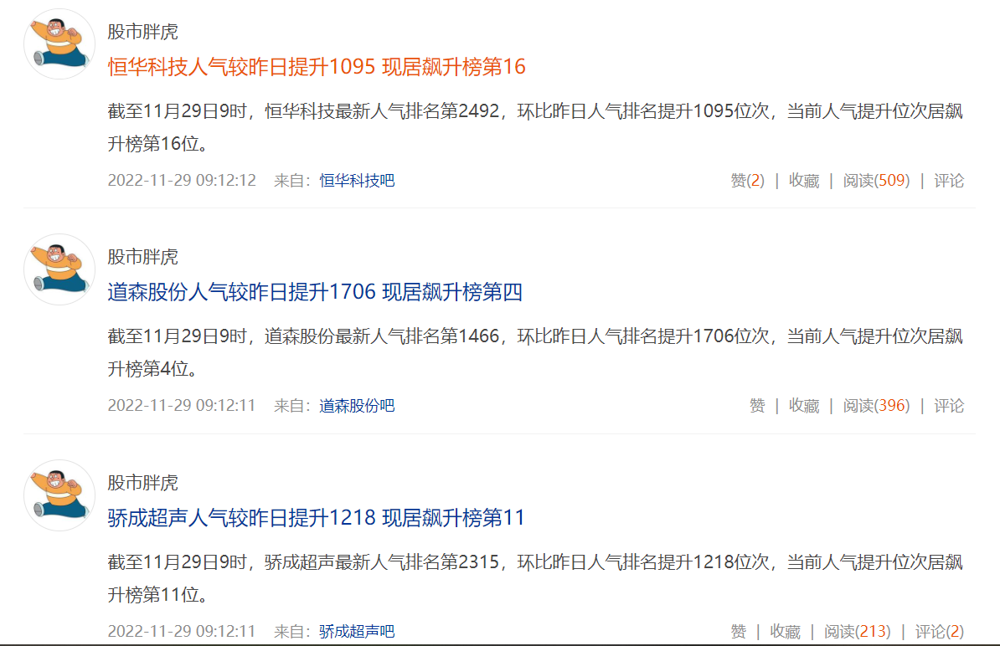 股市胖虎
恒华科技人气较昨日提升1095 现居飙升榜第16
截至11月29日9时，恒华科技最新人气排名第2492，环比昨日人气排名提升1095位次，当前人气提升位次居飙
升榜第16位。
2022-11-29 09:12:12 来自：恒华科技吧 赞(2) | 收藏 | 阅读(509) | 评论
股市胖虎
道森股份人气较昨日提升1706 现居飙升榜第四
截至11月29日9时，道森股份最新人气排名第1466，环比昨日人气排名提升1706位次，当前人气提升位次居飙
升榜第4位。
2022-11-29 09:12:11 来自：道森股份吧 赞 | 收藏 | 阅读(396) | 评论
股市胖虎
骄成超声人气较昨日提升1218 现居飙升榜第11
截至11月29日9时，骄成超声最新人气排名第2315，环比昨日人气排名提升1218位次，当前人气提升位次居飙
升榜第11位。
2022-11-29 09:12:11 来自：骄成超声吧 赞 | 收藏 | 阅读(213) | 评论(2)